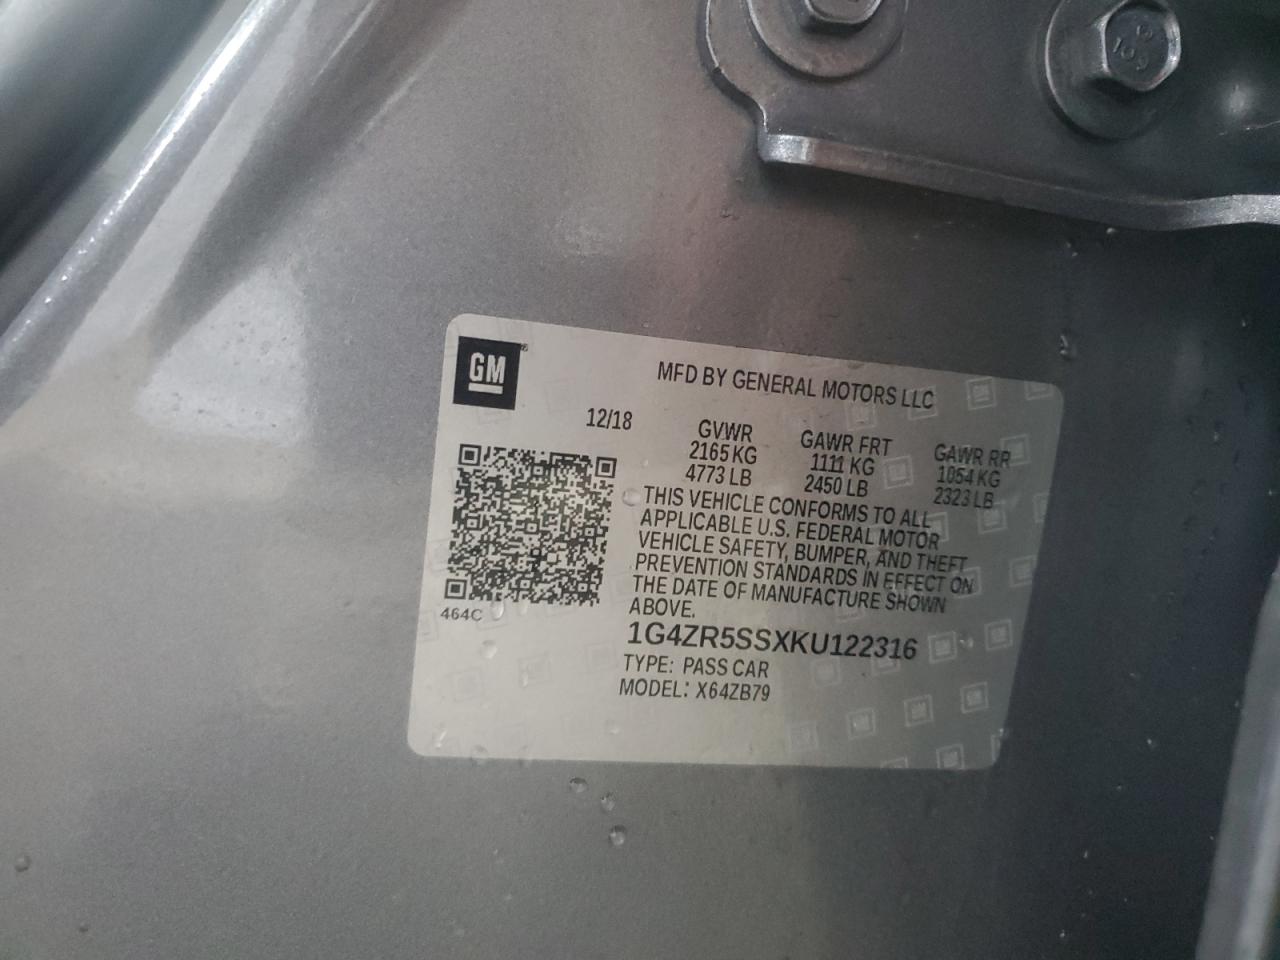 GM
MFD BY GENERAL MOTORS LLC
12/18
GVWR
2165 KG
4773 LB
GAWR FRT
1111 KG
2450 LB
GAWR RR
1054 KG
2323 LB
THIS VEHICLE CONFORMS TO ALL
APPLICABLE U.S. FEDERAL MOTOR
VEHICLE SAFETY, BUMPER, AND THEFT
PREVENTION STANDARDS IN EFFECT ON
THE DATE OF MANUFACTURE SHOWN
ABOVE.
464C
1G4ZR5SSXKU122316
TYPE: PASS CAR
MODEL: X64ZB79